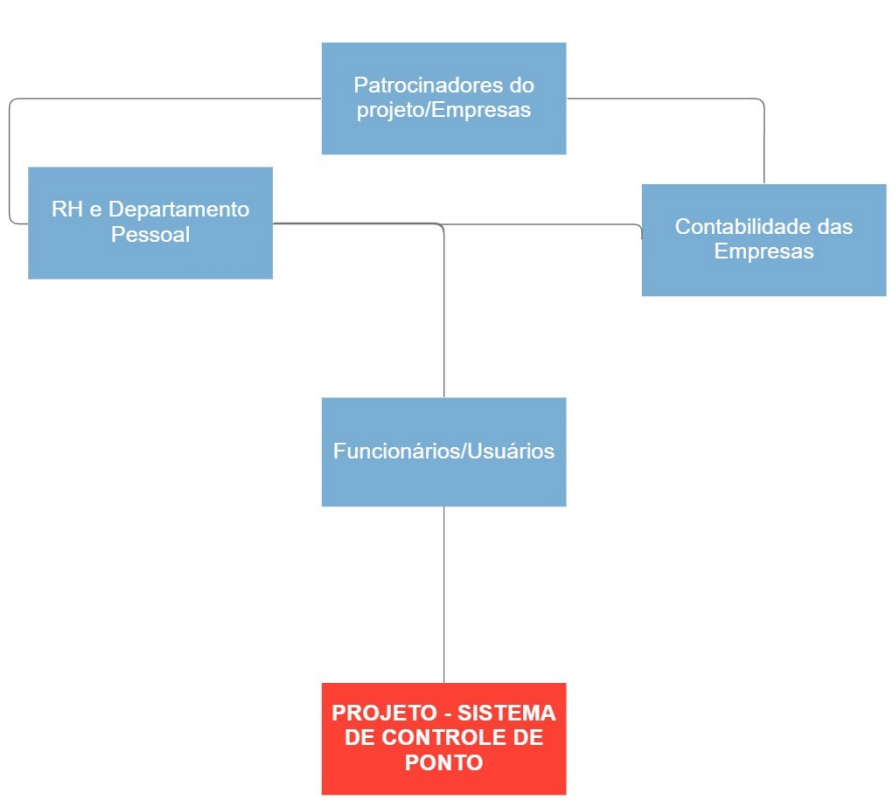 Patrocinadores do
projeto/Empresas
RH e Departamento
Pessoal
Contabilidade das
Empresas
Funcionários/Usuários
PROJETO - SISTEMA
DE CONTROLE DE
PONTO